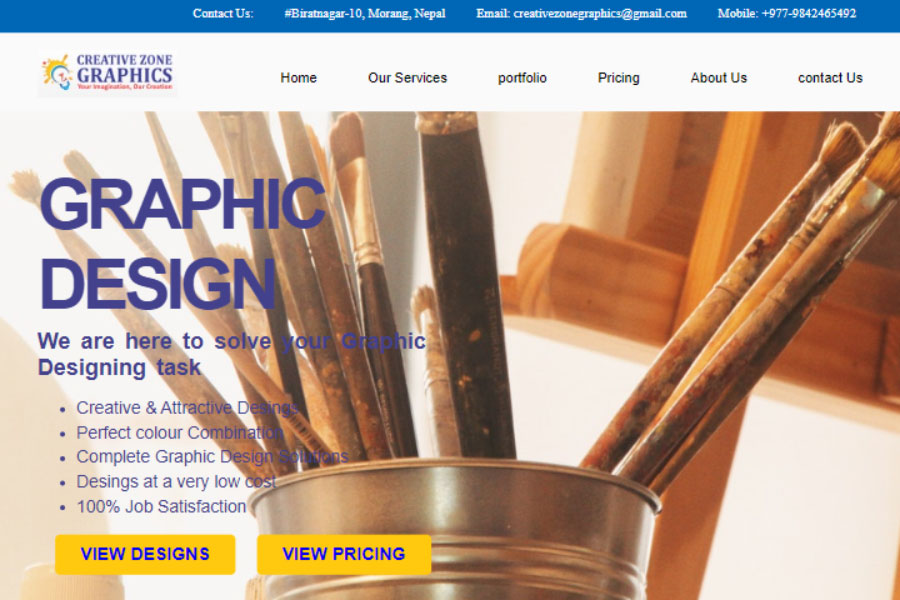 Contact Us: #Biratnagar-10, Morang, Nepal Email: creativezonegraphics@gmail.com Mobile: +977-9842465492
CREATIVE ZONE
GRAPHICS
Your Imagination, Our Creation
Home Our Services portfolio Pricing About Us contact Us
GRAPHIC
DESIGN
We are here to solve your Graphic
Designing task
• Creative & Attractive Desings
• Perfect colour Combination
• Complete Graphic Design Solutions
• Desings at a very low cost
• 100% Job Satisfaction
VIEW DESIGNS VIEW PRICING